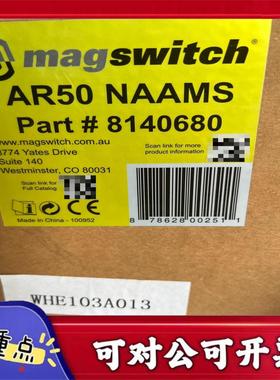 magswitch®
AR50 NAAMS
Part # 8140680
www.magswitch.com.au
8774 Yates Drive
Suite 140
Westminster, CO 80031
Scan link for more
product information
Scan link for
Full Catalog
Made in China - 100952
8 78628 00251 1
WHE103A013
重点
可对公可开票